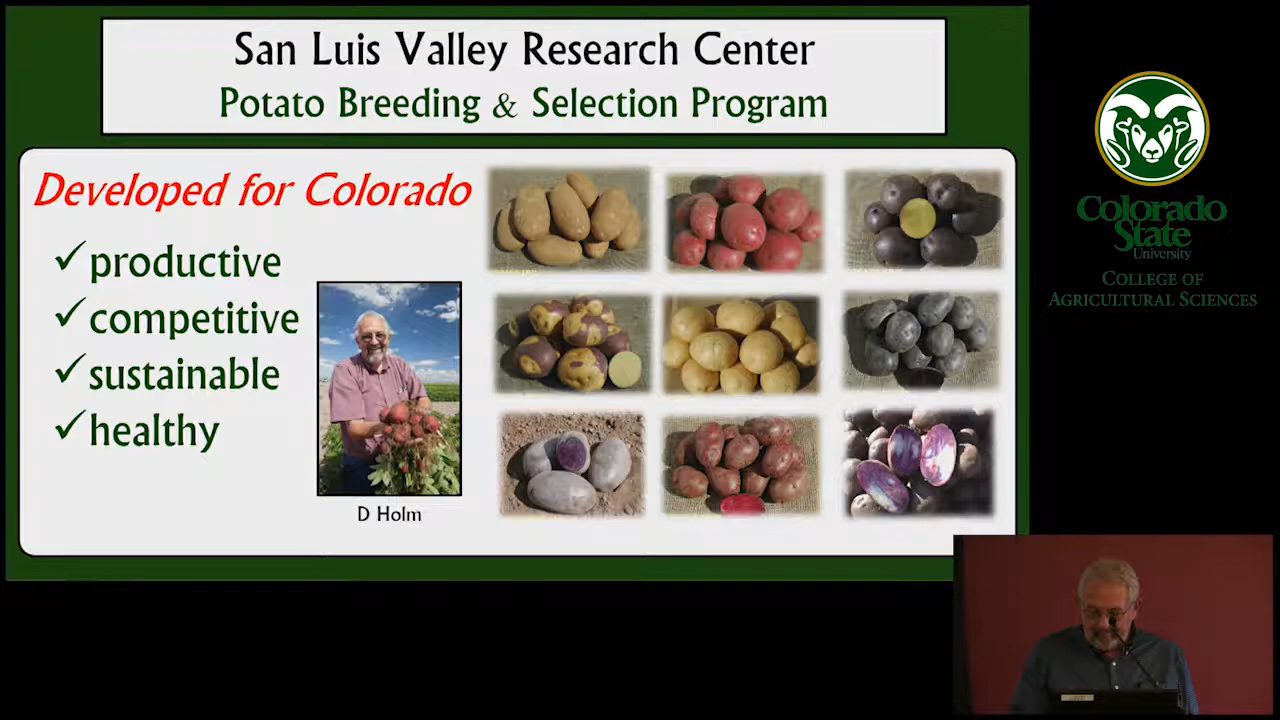 San Luis Valley Research Center
Potato Breeding & Selection Program
Developed for Colorado
✓productive
✓competitive
✓sustainable
✓healthy
D Holm
Colorado
State
University
COLLEGE OF
AGRICULTURAL SCIENCES